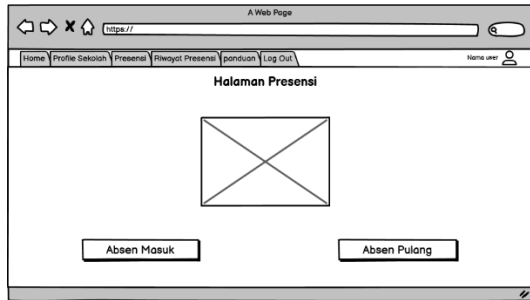 A Web Page
https://
Home Profile Sekolah Presensi Riwayat Presensi panduan Log Out
Name user
Halaman Presensi
Absen Masuk
Absen Pulang